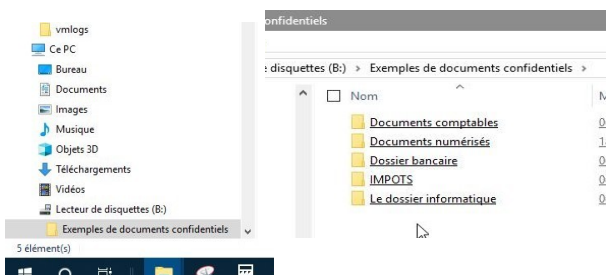 vmlogs
Ce PC
Bureau
Documents
Images
Musique
Objets 3D
Téléchargements
Vidéos
Lecteur de disquettes (B:)
Exemples de documents confidentiels
5 élément(s)
onfidentiels
disquettes (B:) > Exemples de documents confidentiels >
Nom
Documents comptables
Documents numérisés
Dossier bancaire
IMPOTS
Le dossier informatique